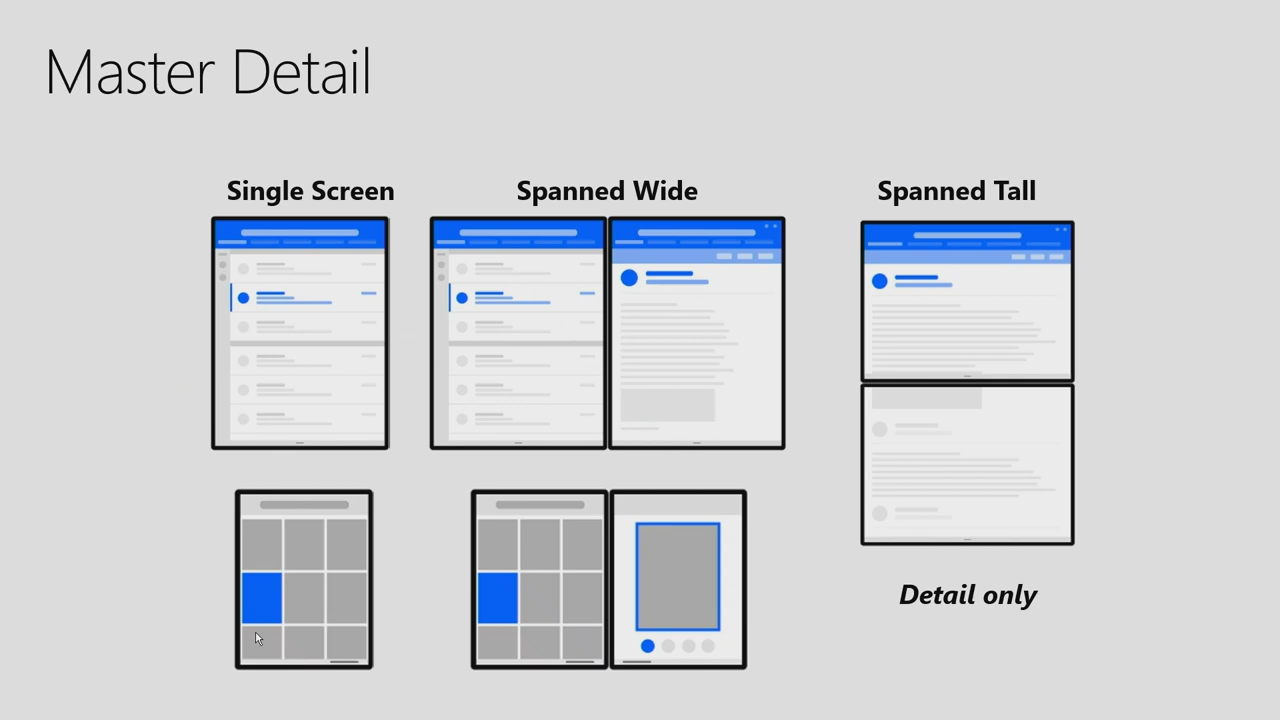 Master Detail
Single Screen
Spanned Wide
Spanned Tall
Detail only